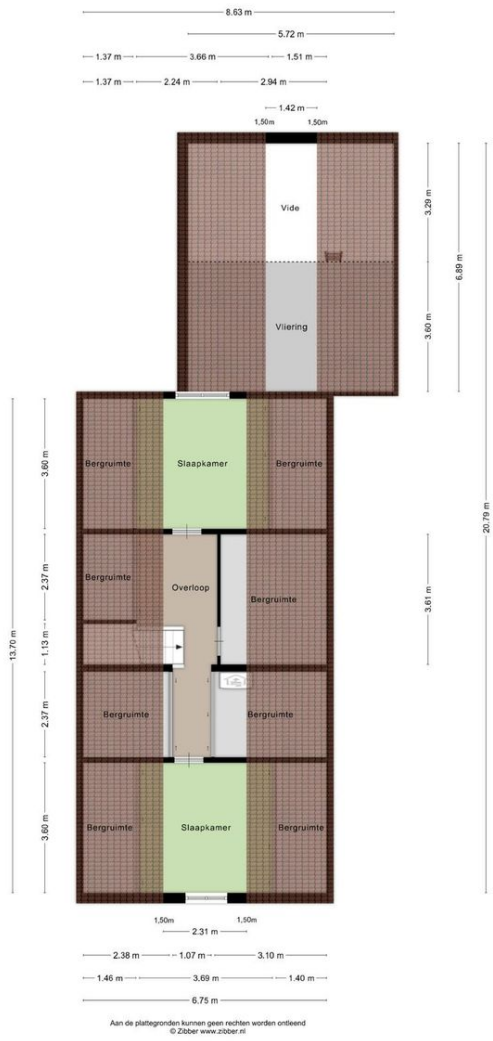 8.63 m
5.72 m
1.37 m 3.66 m 1.51 m
1.37 m 2.24 m 2.94 m
1.42 m
1,50m 1,50m
Vide
3.29 m
6.89 m
Vliering
3.60 m
Bergruimte Slaapkamer Bergruimte
3.60 m
20.79 m
Bergruimte
Overloop
Bergruimte
2.37 m
3.61 m
1.13 m
13.70 m
Bergruimte Bergruimte
2.37 m
Bergruimte Slaapkamer Bergruimte
3.60 m
1,50m 1,50m
2.31 m
2.38 m 1.07 m 3.10 m
1.46 m 3.69 m 1.40 m
6.75 m
Aan de plattegronden kunnen geen rechten worden ontleend
© Zibber www.zibber.nl